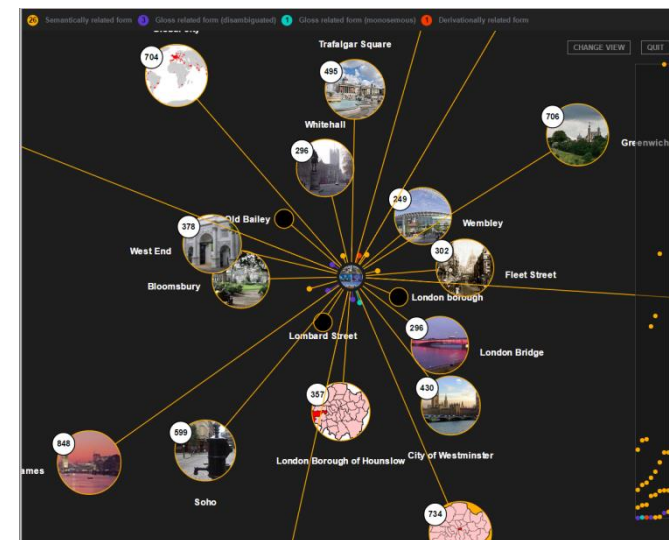 26 Semantically related form 3 Gloss related form (disambiguated) 1 Gloss related form (monosemous) 1 Derivationally related form
CHANGE VIEW QUIT
Trafalgar Square
704
495
Whitehall
706
Greenwich
296
Old Bailey
249
Wembley
378
West End
302
Fleet Street
Bloomsbury
London borough
Lombard Street
296
London Bridge
357
430
599
848
London Borough of Hounslow
City of Westminster
ames
Soho
734